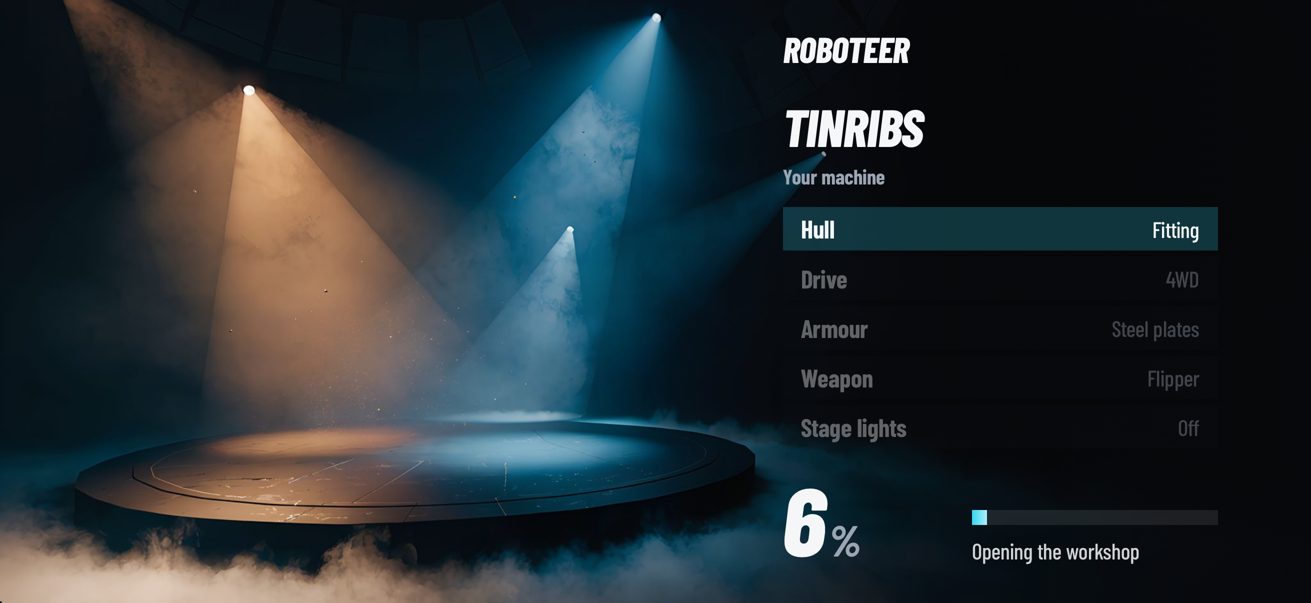 ROBOTEER
TINRIBS
Your machine
Hull Fitting
Drive 4WD
Armour Steel plates
Weapon Flipper
Stage lights Off
6%
Opening the workshop